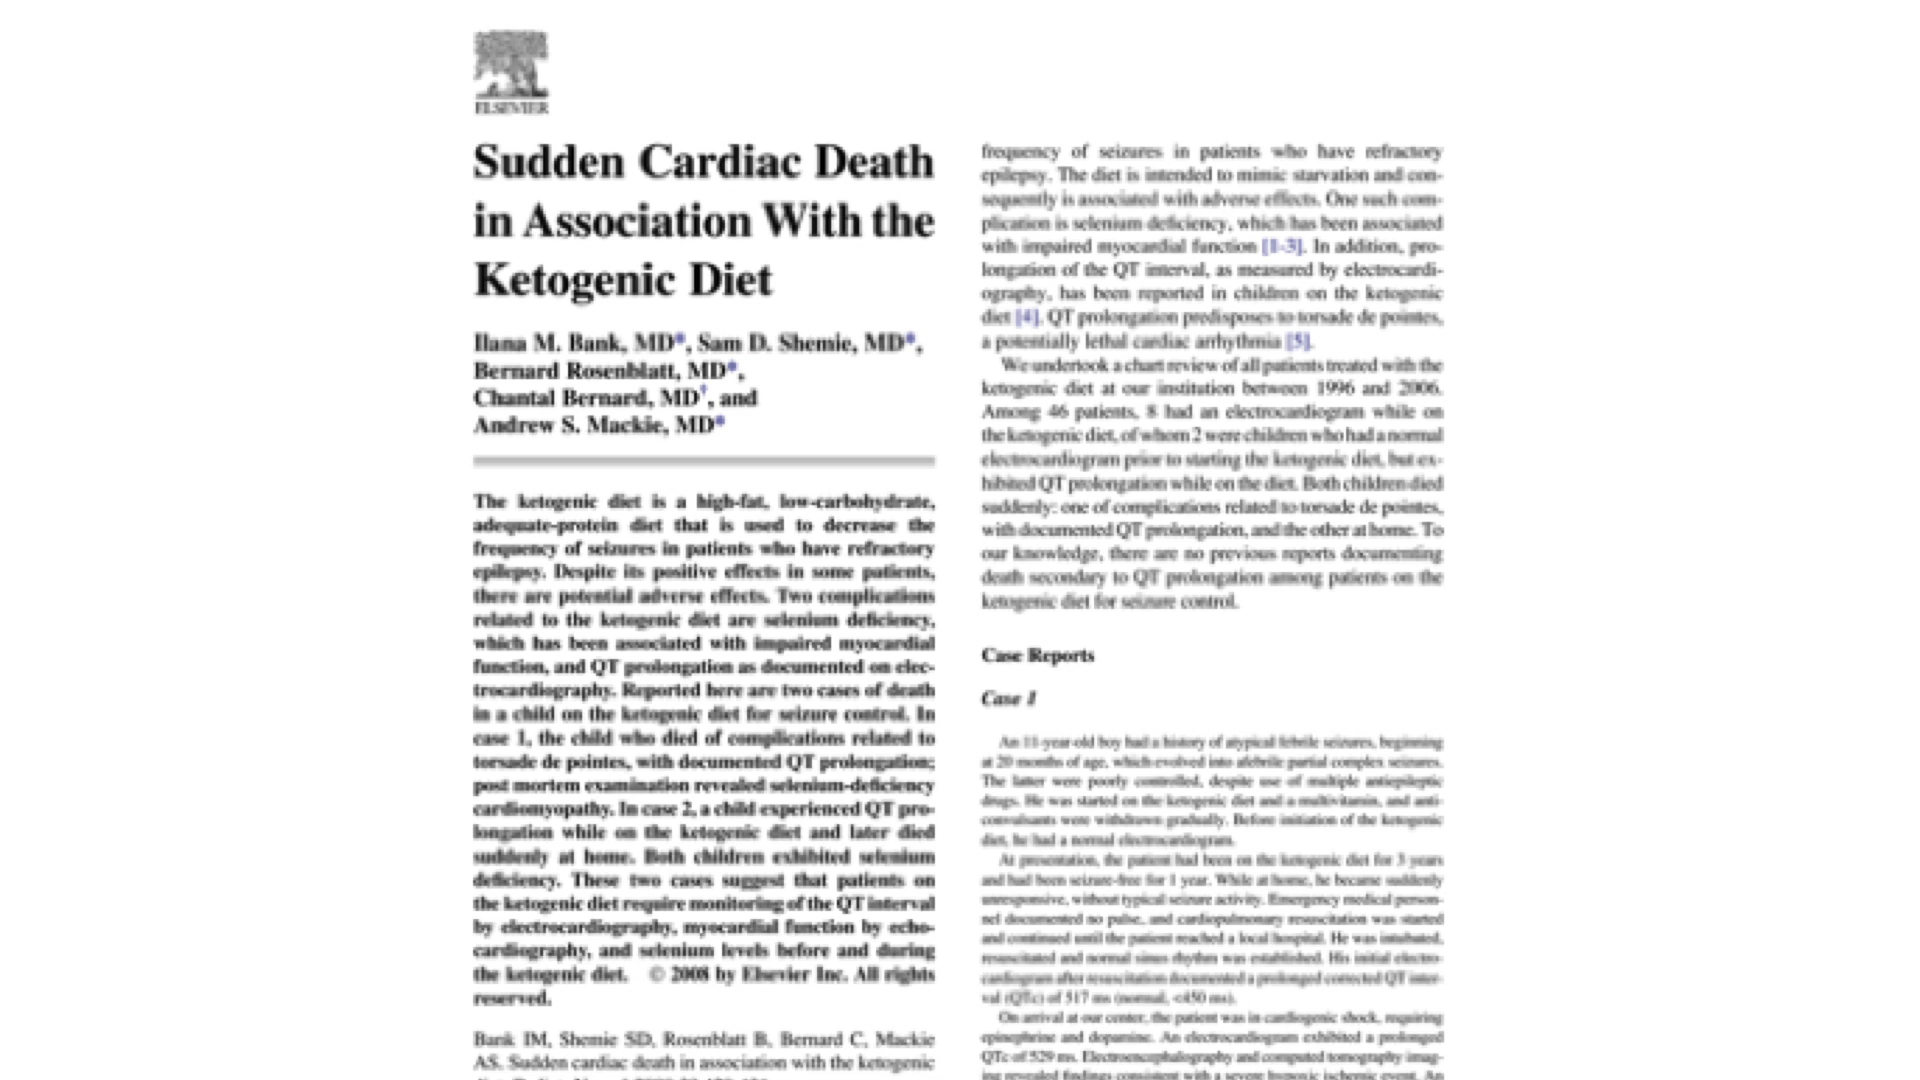 ELSEVIER
Sudden Cardiac Death
in Association With the
Ketogenic Diet
Ilana M. Bank, MD*, Sam D. Shemie, MD*,
Bernard Rosenblatt, MD*,
Chantal Bernard, MD†, and
Andrew S. Mackie, MD*
The ketogenic diet is a high-fat, low-carbohydrate,
adequate-protein diet that is used to decrease the
frequency of seizures in patients who have refractory
epilepsy. Despite its positive effects in some patients,
there are potential adverse effects. Two complications
related to the ketogenic diet are selenium deficiency,
which has been associated with impaired myocardial
function, and QT prolongation as documented on elec-
trocardiography. Reported here are two cases of death
in a child on the ketogenic diet for seizure control. In
case 1, the child who died of complications related to
torsade de pointes, with documented QT prolongation;
post mortem examination revealed selenium-deficiency
cardiomyopathy. In case 2, a child experienced QT pro-
longation while on the ketogenic diet and later died
suddenly at home. Both children exhibited selenium
deficiency. These two cases suggest that patients on
the ketogenic diet require monitoring of the QT interval
by electrocardiography, myocardial function by echo-
cardiography, and selenium levels before and during
the ketogenic diet. © 2008 by Elsevier Inc. All rights
reserved.
Bank IM, Shemie SD, Rosenblatt B, Bernard C, Mackie
AS. Sudden cardiac death in association with the ketogenic
frequency of seizures in patients who have refractory
epilepsy. The diet is intended to mimic starvation and con-
sequently is associated with adverse effects. One such com-
plication is selenium deficiency, which has been associated
with impaired myocardial function [1-3]. In addition, pro-
longation of the QT interval, as measured by electrocardi-
ography, has been reported in children on the ketogenic
diet [4]. QT prolongation predisposes to torsade de pointes,
a potentially lethal cardiac arrhythmia [5].
We undertook a chart review of all patients treated with the
ketogenic diet at our institution between 1996 and 2006.
Among 46 patients, 8 had an electrocardiogram while on
the ketogenic diet, of whom 2 were children who had a normal
electrocardiogram prior to starting the ketogenic diet, but ex-
hibited QT prolongation while on the diet. Both children died
suddenly: one of complications related to torsade de pointes,
with documented QT prolongation, and the other at home. To
our knowledge, there are no previous reports documenting
death secondary to QT prolongation among patients on the
ketogenic diet for seizure control.
Case Reports
Case 1
An 11-year-old boy had a history of atypical febrile seizures, beginning
at 20 months of age, which evolved into afebrile partial complex seizures.
The latter were poorly controlled, despite use of multiple antiepileptic
drugs. He was started on the ketogenic diet and a multivitamin, and anti-
convulsants were withdrawn gradually. Before initiation of the ketogenic
diet, he had a normal electrocardiogram.
At presentation, the patient had been on the ketogenic diet for 3 years
and had been seizure-free for 1 year. While at home, he became suddenly
unresponsive, without typical seizure activity. Emergency medical person-
nel documented no pulse, and cardiopulmonary resuscitation was started
and continued until the patient reached a local hospital. He was intubated,
resuscitated and normal sinus rhythm was established. His initial electro-
cardiogram after resuscitation documented a prolonged corrected QT inter-
val (QTc) of 517 ms (normal, <450 ms).
On arrival at our center, the patient was in cardiogenic shock, requiring
epinephrine and dopamine. An electrocardiogram exhibited a prolonged
QTc of 529 ms. Electroencephalography and computed tomography imag-
ing revealed findings consistent with a severe hypoxic ischemic event. An